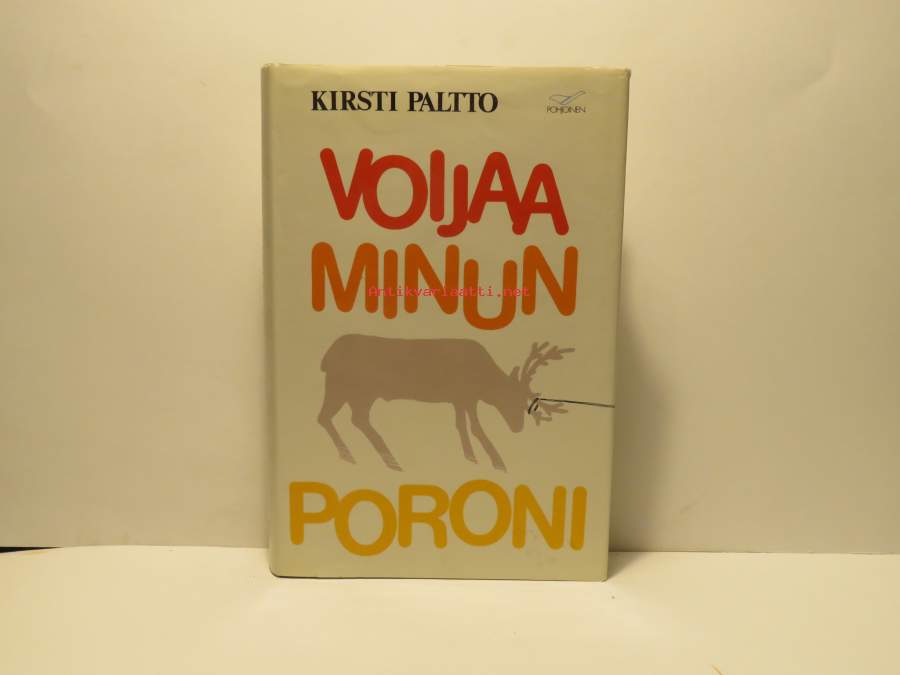 KIRSTI PALTTO
POHJOINEN
VOIJAA
MINUN
Antikvariaatti.net
PORONI